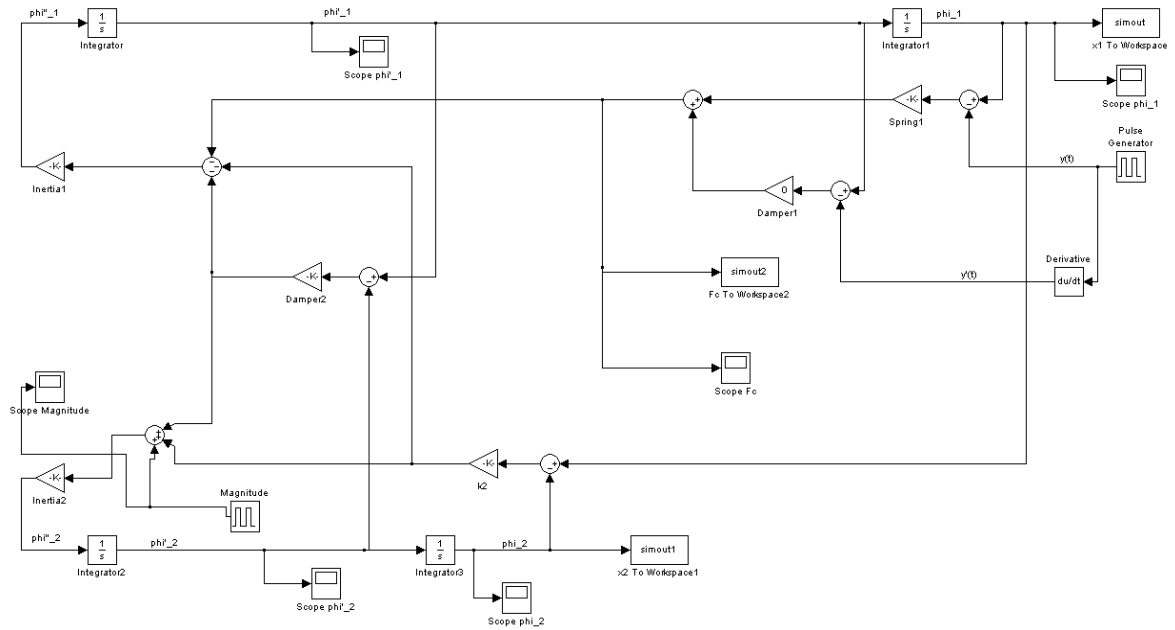 phi''_1
1
s
Integrator
phi'_1
Scope phi'_1
1
s
Integrator1
phi_1
simout
x1 To Workspace
Scope phi_1
-K-
Spring1
Pulse
Generator
y(t)
-K-
Inertia1
0
Damper1
-K-
Damper2
simout2
Fc To Workspace2
y'(t)
Derivative
du/dt
Scope Fc
Scope Magnitude
-K-
Inertia2
Magnitude
-K-
k2
phi''_2
1
s
Integrator2
phi'_2
Scope phi'_2
1
s
Integrator3
phi_2
Scope phi_2
simout1
x2 To Workspace1